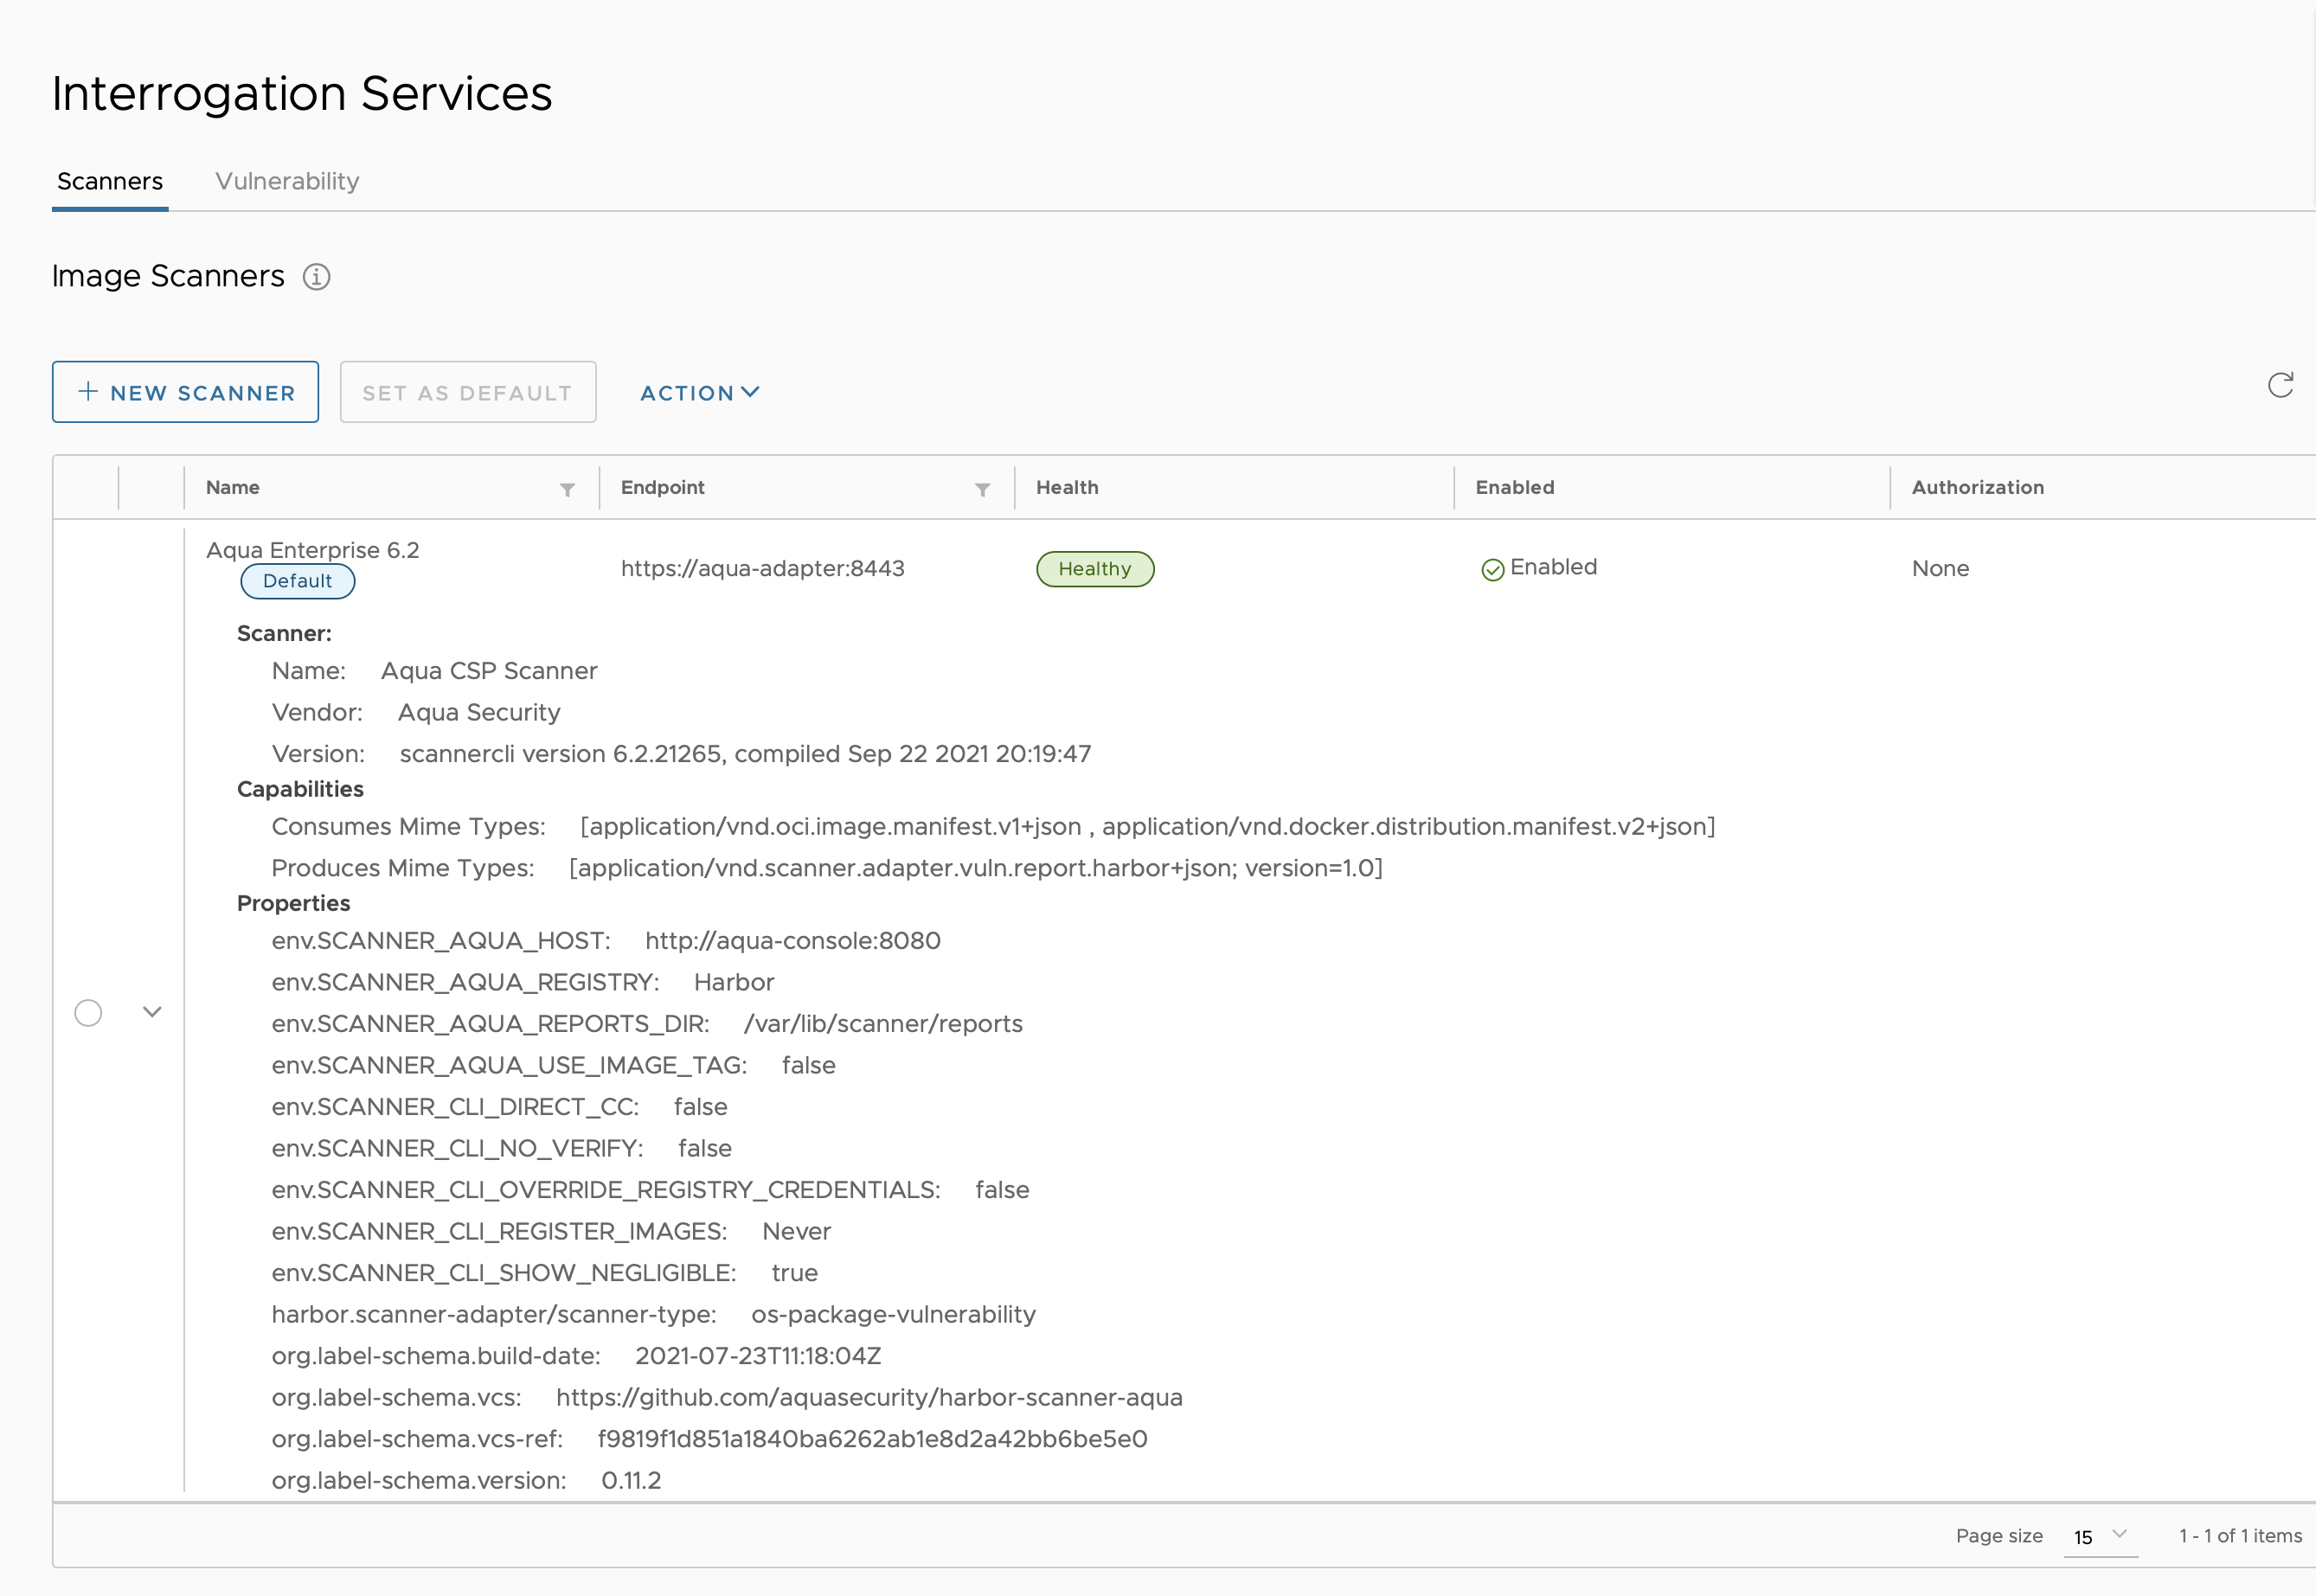 Interrogation Services
Scanners Vulnerability
Image Scanners
+ NEW SCANNER SET AS DEFAULT ACTION
Name Endpoint Health Enabled Authorization
Aqua Enterprise 6.2
Default https://aqua-adapter:8443 Healthy Enabled None
Scanner:
Name: Aqua CSP Scanner
Vendor: Aqua Security
Version: scannercli version 6.2.21265, compiled Sep 22 2021 20:19:47
Capabilities
Consumes Mime Types: [application/vnd.oci.image.manifest.v1+json , application/vnd.docker.distribution.manifest.v2+json]
Produces Mime Types: [application/vnd.scanner.adapter.vuln.report.harbor+json; version=1.0]
Properties
env.SCANNER_AQUA_HOST: http://aqua-console:8080
env.SCANNER_AQUA_REGISTRY: Harbor
env.SCANNER_AQUA_REPORTS_DIR: /var/lib/scanner/reports
env.SCANNER_AQUA_USE_IMAGE_TAG: false
env.SCANNER_CLI_DIRECT_CC: false
env.SCANNER_CLI_NO_VERIFY: false
env.SCANNER_CLI_OVERRIDE_REGISTRY_CREDENTIALS: false
env.SCANNER_CLI_REGISTER_IMAGES: Never
env.SCANNER_CLI_SHOW_NEGLIGIBLE: true
harbor.scanner-adapter/scanner-type: os-package-vulnerability
org.label-schema.build-date: 2021-07-23T11:18:04Z
org.label-schema.vcs: https://github.com/aquasecurity/harbor-scanner-aqua
org.label-schema.vcs-ref: f9819f1d851a1840ba6262ab1e8d2a42bb6be5e0
org.label-schema.version: 0.11.2
Page size 15 1 - 1 of 1 items